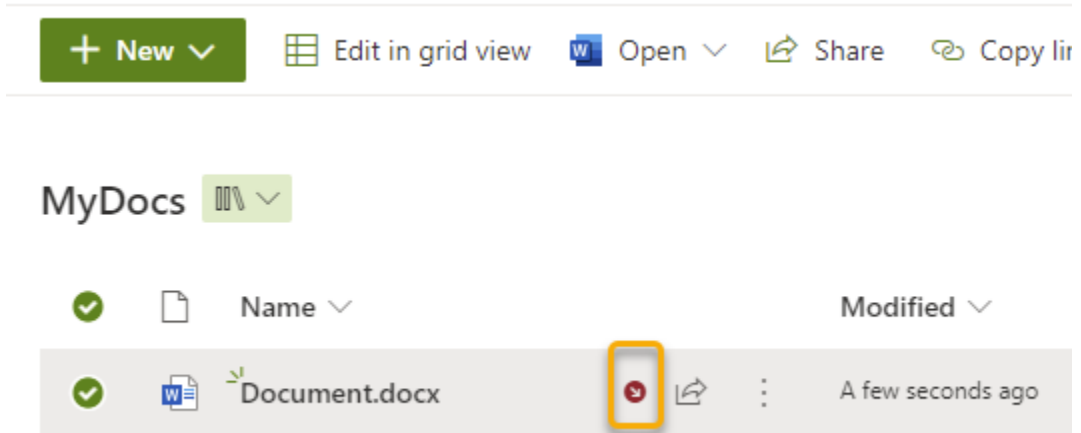 New Edit in grid view Open Share Copy lin
MyDocs
Name Modified
Document.docx A few seconds ago